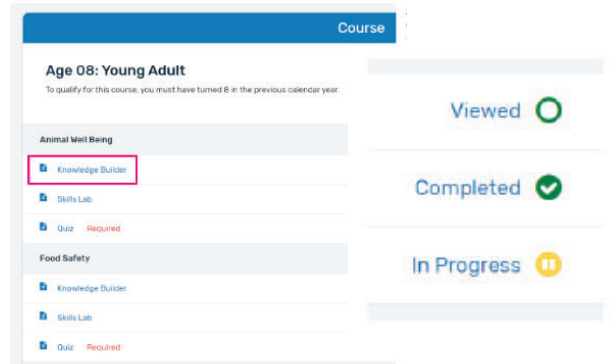 Course
Age 08: Young Adult
To qualify for this course, you must have turned 8 in the previous calendar year.
Animal Well Being
Knowledge Builder
Skills Lab
Quiz Required
Food Safety
Knowledge Builder
Skills Lab
Quiz Required
Viewed
Completed
In Progress